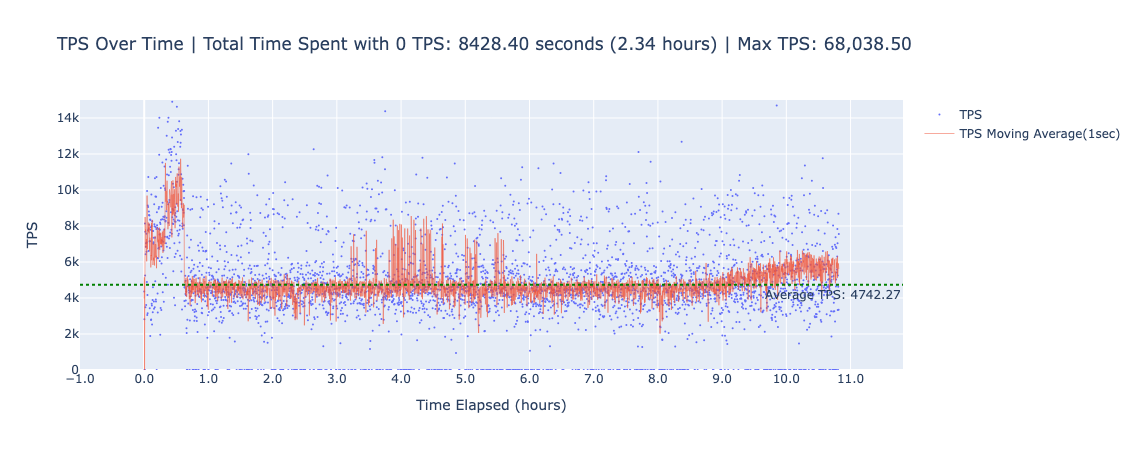 TPS Over Time | Total Time Spent with 0 TPS: 8428.40 seconds (2.34 hours) | Max TPS: 68,038.50
TPS
TPS Moving Average(1sec)
14k
12k
10k
8k
6k
4k
2k
0
TPS
Average TPS: 4742.27
−1.0 0.0 1.0 2.0 3.0 4.0 5.0 6.0 7.0 8.0 9.0 10.0 11.0
Time Elapsed (hours)